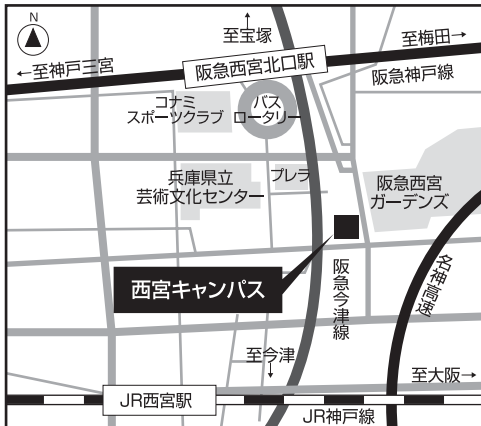 N
至宝塚
至梅田→
←至神戸三宮
阪急西宮北口駅
阪急神戸線
コナミ
スポーツクラブ
バス
ロータリー
兵庫県立
芸術文化センター
プレラ
阪急西宮
ガーデンズ
西宮キャンパス
阪急今津線
名神高速
至今津
至大阪→
JR西宮駅
JR神戸線